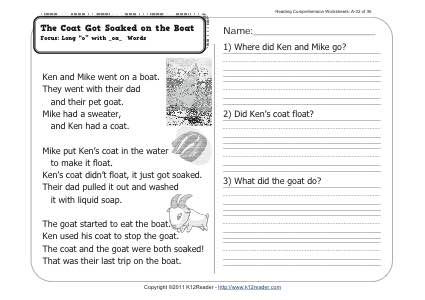 Reading Comprehension Worksheets: A-33 of 36
The Coat Got Soaked on the Boat
Focus: Long "o" with _oa_ Words
Ken and Mike went on a boat.
They went with their dad
and their pet goat.
Mike had a sweater,
and Ken had a coat.
Mike put Ken's coat in the water
to make it float.
Ken's coat didn't float, it just got soaked.
Their dad pulled it out and washed
it with liquid soap.
The goat started to eat the boat.
Ken used his coat to stop the goat.
The coat and the goat were both soaked!
That was their last trip on the boat.
Name:
1) Where did Ken and Mike go?
2) Did Ken's coat float?
3) What did the goat do?
Copyright ©2011 K12Reader - http://www.k12reader.com